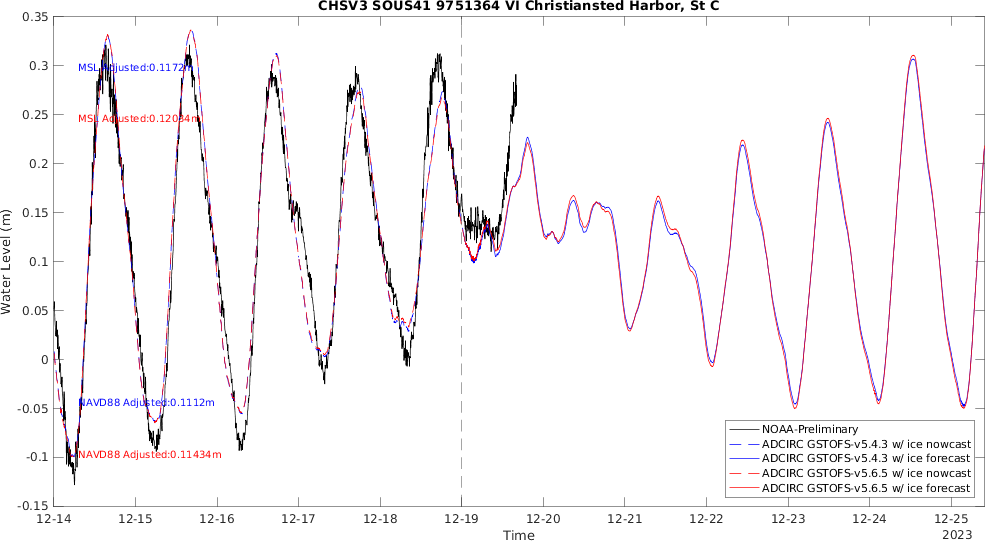 CHSV3 SOUS41 9751364 VI Christiansted Harbor, St C
0.35
0.3
0.25
0.2
0.15
0.1
0.05
0
-0.05
-0.1
-0.15
Water Level (m)
MSL Adjusted:0.1172m
MSL Adjusted:0.12034m
NAVD88 Adjusted:0.1112m
NAVD88 Adjusted:0.11434m
NOAA-Preliminary
ADCIRC GSTOFS-v5.4.3 w/ ice nowcast
ADCIRC GSTOFS-v5.4.3 w/ ice forecast
ADCIRC GSTOFS-v5.6.5 w/ ice nowcast
ADCIRC GSTOFS-v5.6.5 w/ ice forecast
12-14 12-15 12-16 12-17 12-18 12-19 12-20 12-21 12-22 12-23 12-24 12-25
Time
2023